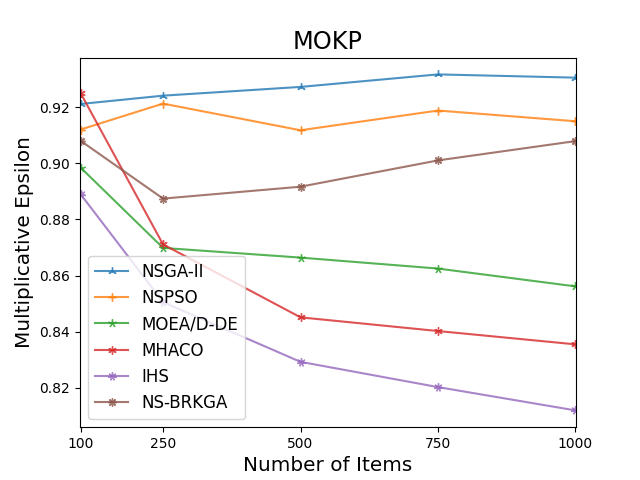 MOKP
Multiplicative Epsilon
0.92
0.90
0.88
0.86
0.84
0.82
NSGA-II
NSPSO
MOEA/D-DE
MHACO
IHS
NS-BRKGA
100 250 500 750 1000
Number of Items